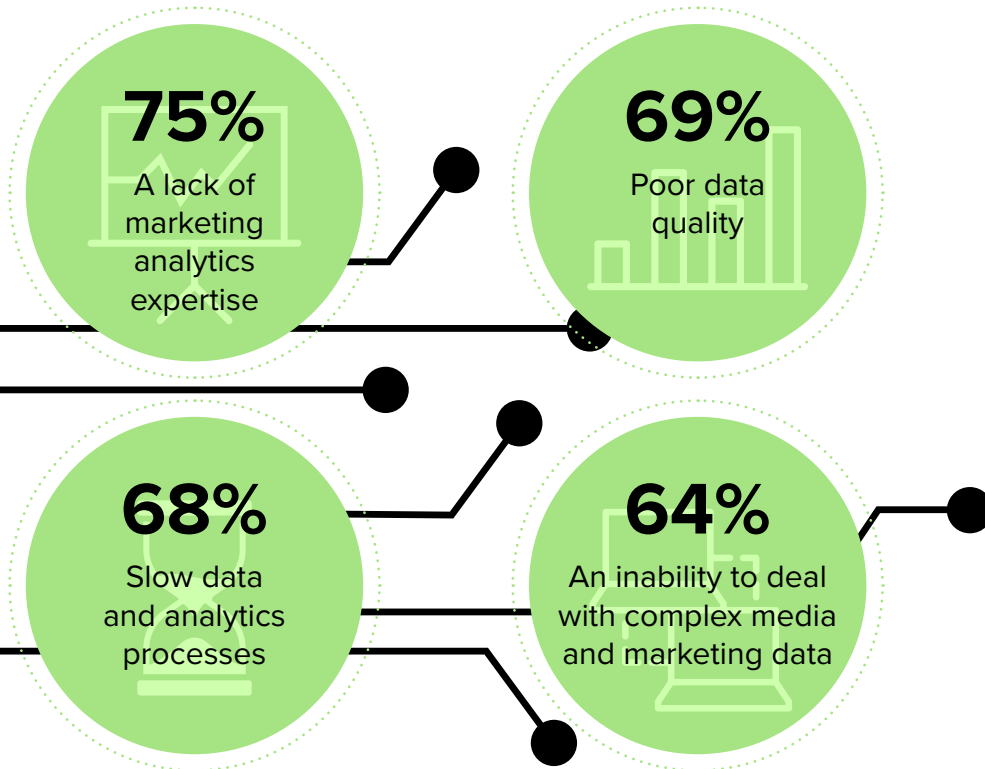 75%
A lack of
marketing
analytics
expertise
69%
Poor data
quality
68%
Slow data
and analytics
processes
64%
An inability to deal
with complex media
and marketing data